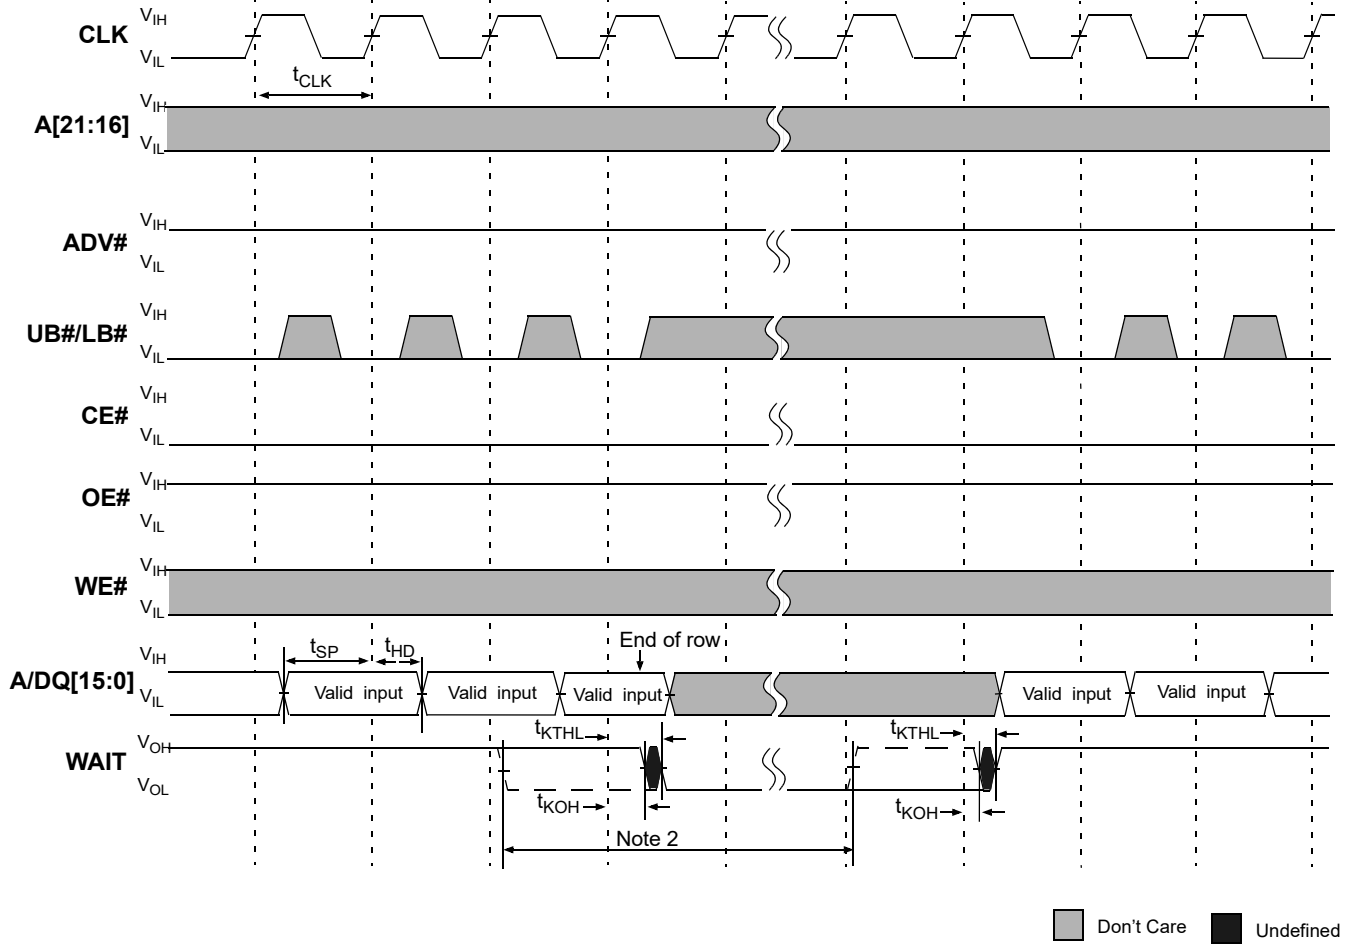 CLK VIH
VIL
tCLK
A[21:16] VIH
VIL
ADV# VIH
VIL
UB#/LB# VIH
VIL
CE# VIH
VIL
OE# VIH
VIL
WE# VIH
VIL
A/DQ[15:0] VIH
VIL
tSP tHD End of row
Valid input Valid input Valid input Valid input Valid input
WAIT VOH
VOL
tKTHL tKTHL
tKOH tKOH
Note 2
Don't Care Undefined